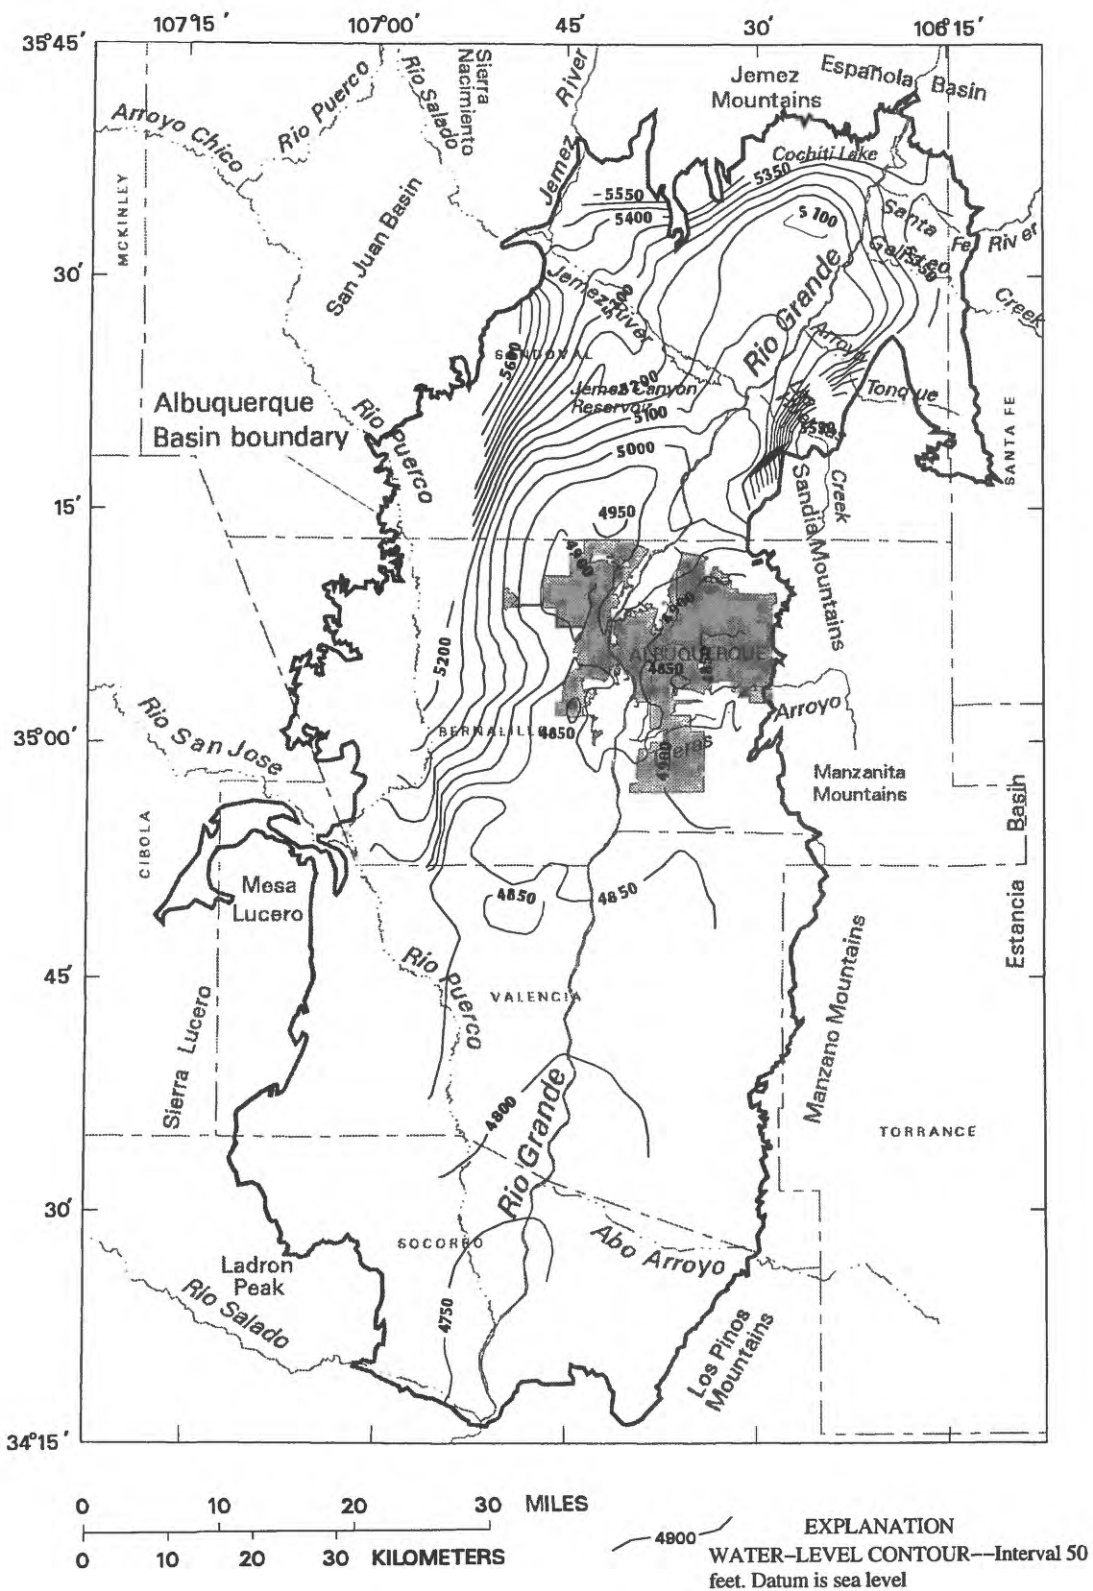 107°15' 107°00' 45' 30' 106°15'
35°45'
30'
15'
35°00'
45'
30'
34°15'
Jemez
Mountains
Española Basin
Sierra
Nacimiento
River
Jemez
Rio Salado
Rio Puerco
Arroyo Chico
MCKINLEY
San Juan Basin
Cochiti Lake
5350
5550
5400
5100
Santa
Fe River
Galisteo
Creek
5350
Jemez River
Rio Grande
Arroyo
Tonque
SANDOVAL
5600
5200
Jemez Canyon
Reservoir
5100
5000
Albuquerque
Basin boundary
Rio Puerco
SANTA FE
Creek
Sandia Mountains
4950
4900
4900
ALBUQUERQUE
4850
5200
BERNALILLO
4850
4900
Arroyo
Rio San Jose
Manzanita
Mountains
CIBOLA
Mesa
Lucero
4850
4850
Estancia Basin
Rio Puerco
VALENCIA
Sierra Lucero
Manzano Mountains
4800
Rio Grande
TORRANCE
SOCORRO
Abo Arroyo
Ladron
Peak
Rio Salado
4750
Los Pinos
Mountains
0 10 20 30 MILES
0 10 20 30 KILOMETERS
EXPLANATION
4900 WATER-LEVEL CONTOUR--Interval 50
feet. Datum is sea level